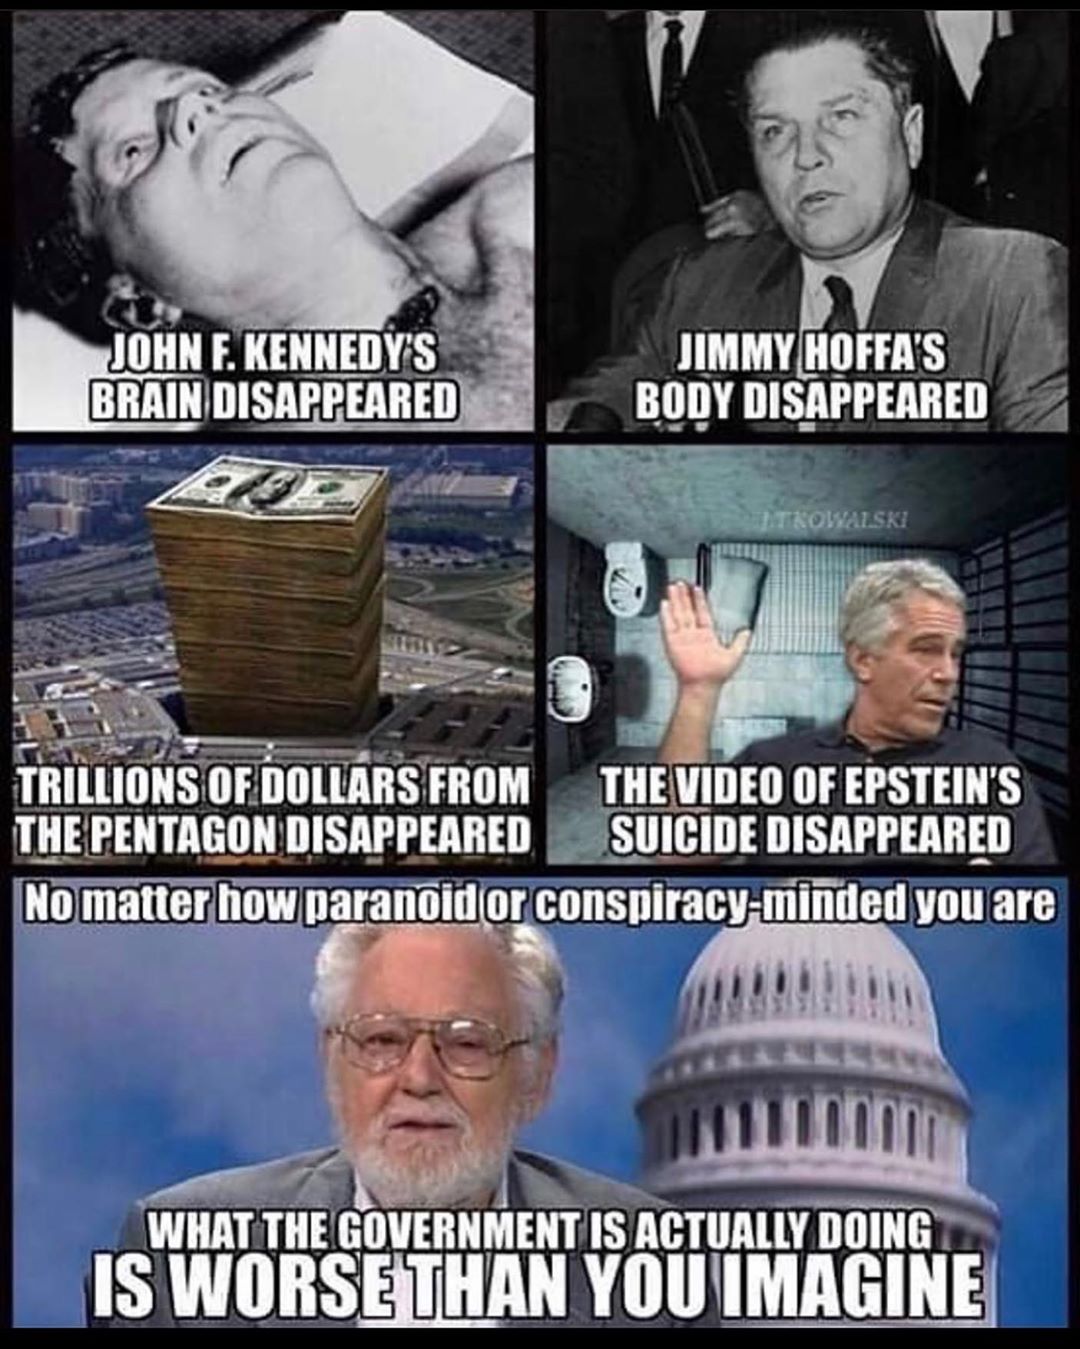 JOHN F. KENNEDY'S
BRAIN DISAPPEARED
JIMMY HOFFA'S
BODY DISAPPEARED
TRILLIONS OF DOLLARS FROM
THE PENTAGON DISAPPEARED
J.T KOWALSKI
THE VIDEO OF EPSTEIN'S
SUICIDE DISAPPEARED
No matter how paranoid or conspiracy-minded you are
WHAT THE GOVERNMENT IS ACTUALLY DOING
IS WORSE THAN YOU IMAGINE